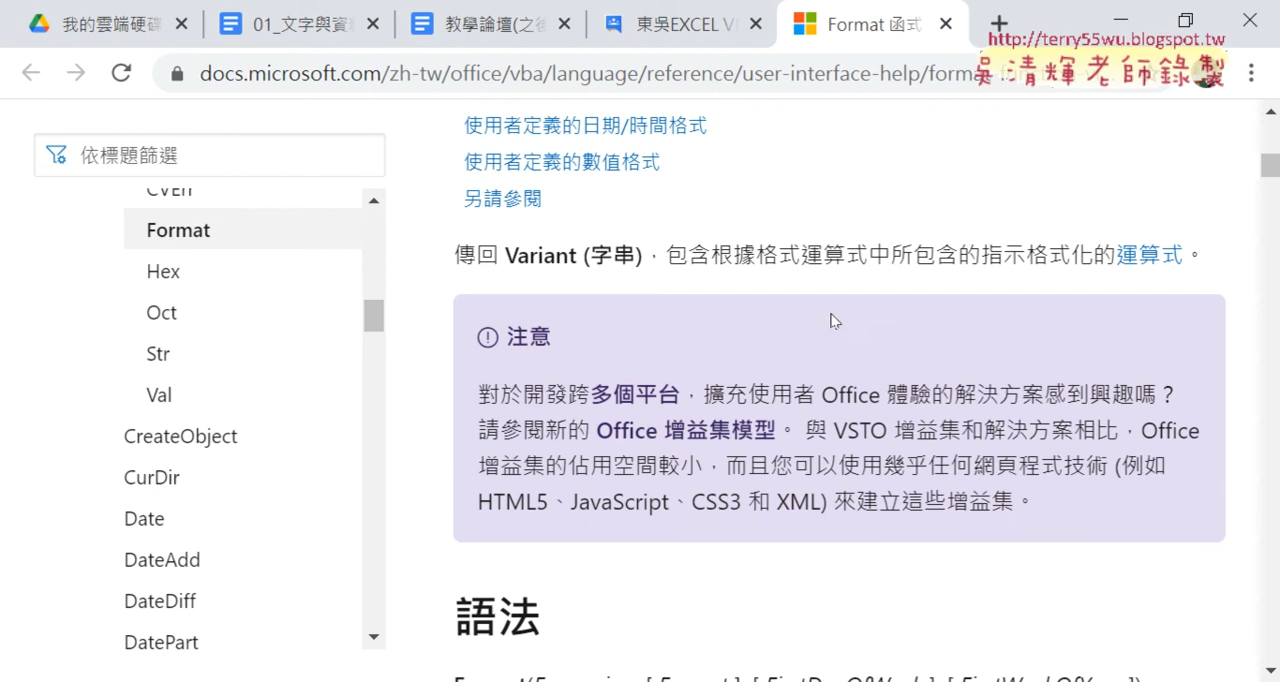 我的雲端硬碟
01_文字與資
教學論壇(之後
東吳EXCEL V
Format 函式
http://terry55wu.blogspot.tw
吳清輝老師錄製
docs.microsoft.com/zh-tw/office/vba/language/reference/user-interface-help/format
依標題篩選
CVErr
Format
Hex
Oct
Str
Val
CreateObject
CurDir
Date
DateAdd
DateDiff
DatePart
使用者定義的日期/時間格式
使用者定義的數值格式
另請參閱
傳回 Variant (字串)，包含根據格式運算式中所包含的指示格式化的運算式。
注意
對於開發跨多個平台，擴充使用者 Office 體驗的解決方案感到興趣嗎？
請參閱新的 Office 增益集模型。 與 VSTO 增益集和解決方案相比，Office
增益集的佔用空間較小，而且您可以使用幾乎任何網頁程式技術 (例如
HTML5、JavaScript、CSS3 和 XML) 來建立這些增益集。
語法